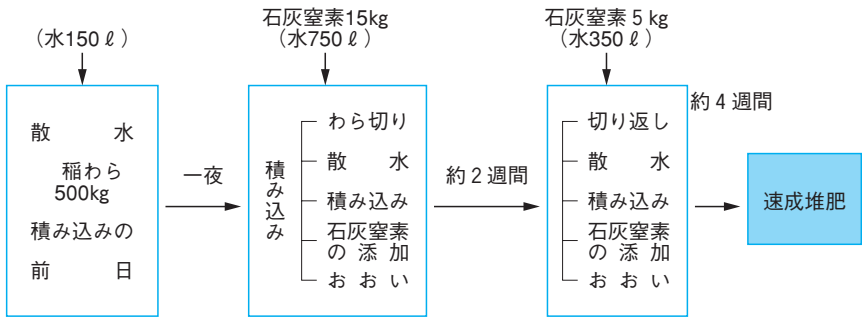 (水150ℓ)
散 水
稲わら
500kg
積み込みの
前 日
一夜
石灰窒素15kg
(水750ℓ)
積み込み
わら切り
散 水
積み込み
石灰窒素
の 添 加
お お い
約2週間
石灰窒素5kg
(水350ℓ)
切り返し
散 水
積み込み
石灰窒素
の 添 加
お お い
約4週間
速成堆肥